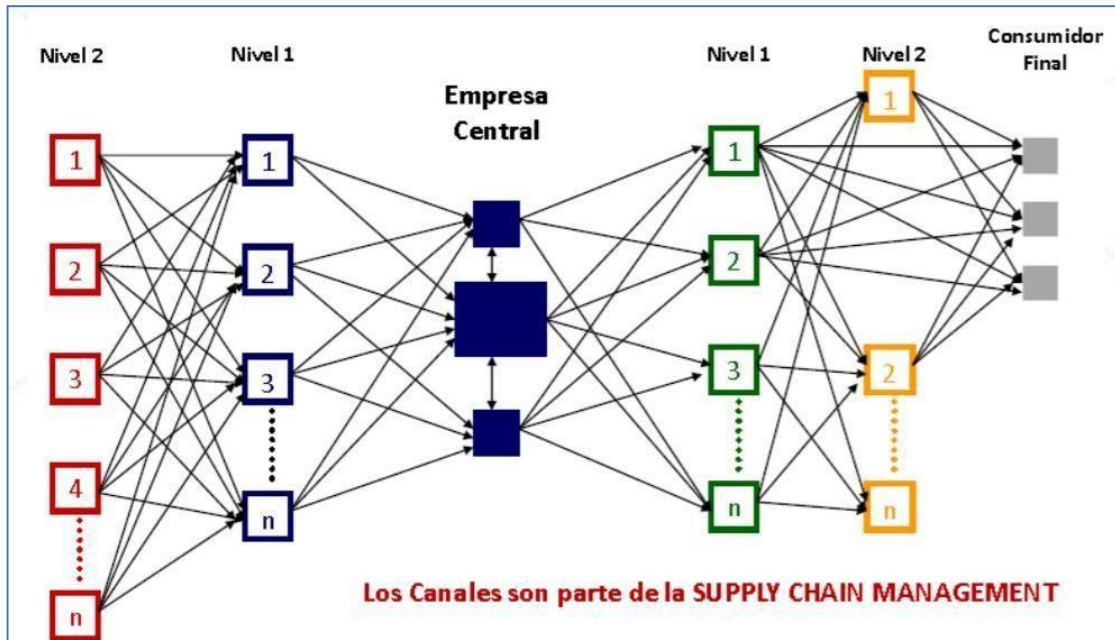 Nivel 2
Nivel 1
Empresa
Central
Nivel 1
Nivel 2
Consumidor
Final
1
2
3
4
n
1
2
3
n
1
2
3
n
1
2
n
Los Canales son parte de la SUPPLY CHAIN MANAGEMENT